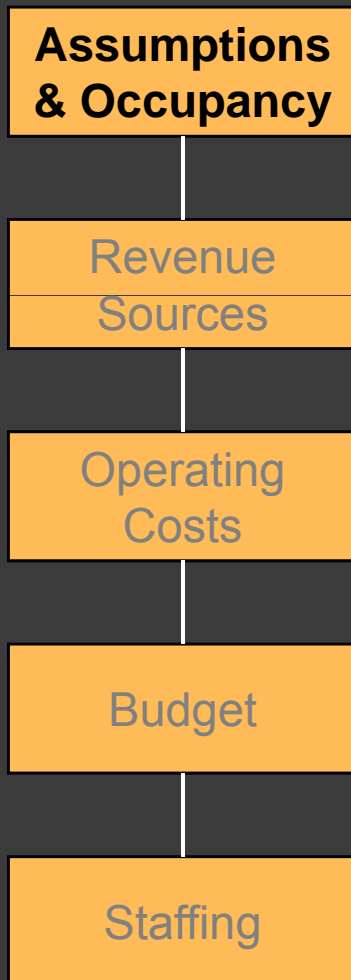 Assumptions
& Occupancy
Revenue
Sources
Operating
Costs
Budget
Staffing